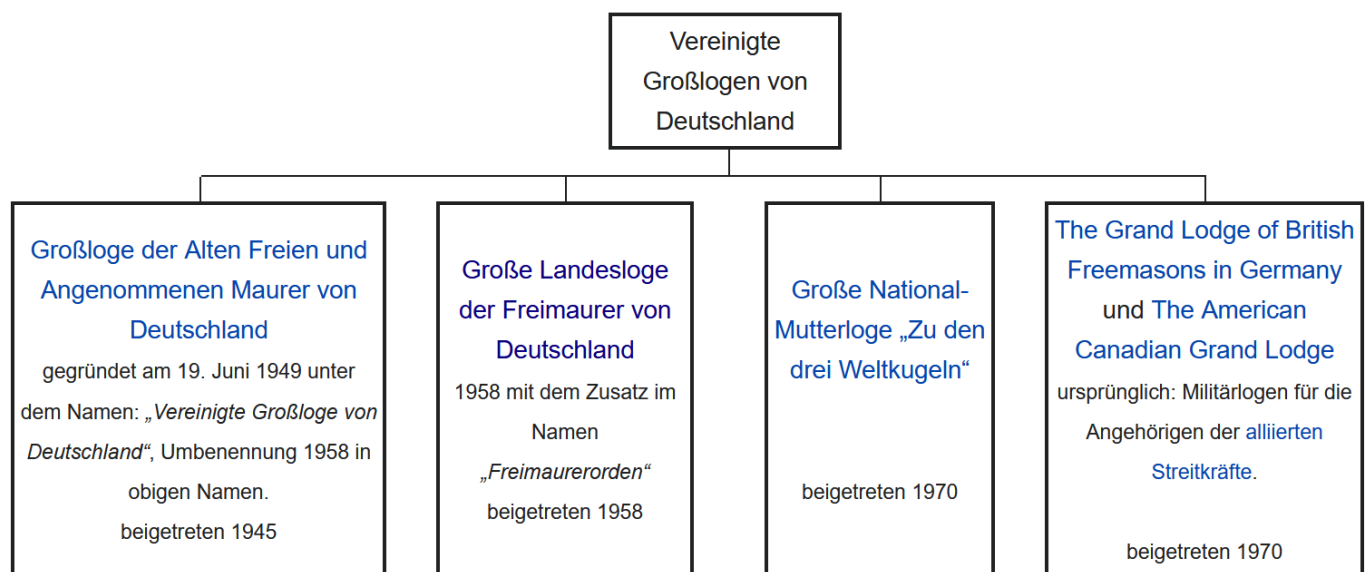 Vereinigte
Großlogen von
Deutschland
Großloge der Alten Freien und
Angenommenen Maurer von
Deutschland
gegründet am 19. Juni 1949 unter
dem Namen: „Vereinigte Großloge von
Deutschland“, Umbenennung 1958 in
obigen Namen.
beigetreten 1945
Große Landesloge
der Freimaurer von
Deutschland
1958 mit dem Zusatz im
Namen
„Freimaurerorden“
beigetreten 1958
Große National-
Mutterloge „Zu den
drei Weltkugeln“
beigetreten 1970
The Grand Lodge of British
Freemasons in Germany
und The American
Canadian Grand Lodge
ursprünglich: Militärlogen für die
Angehörigen der alliierten
Streitkräfte.
beigetreten 1970